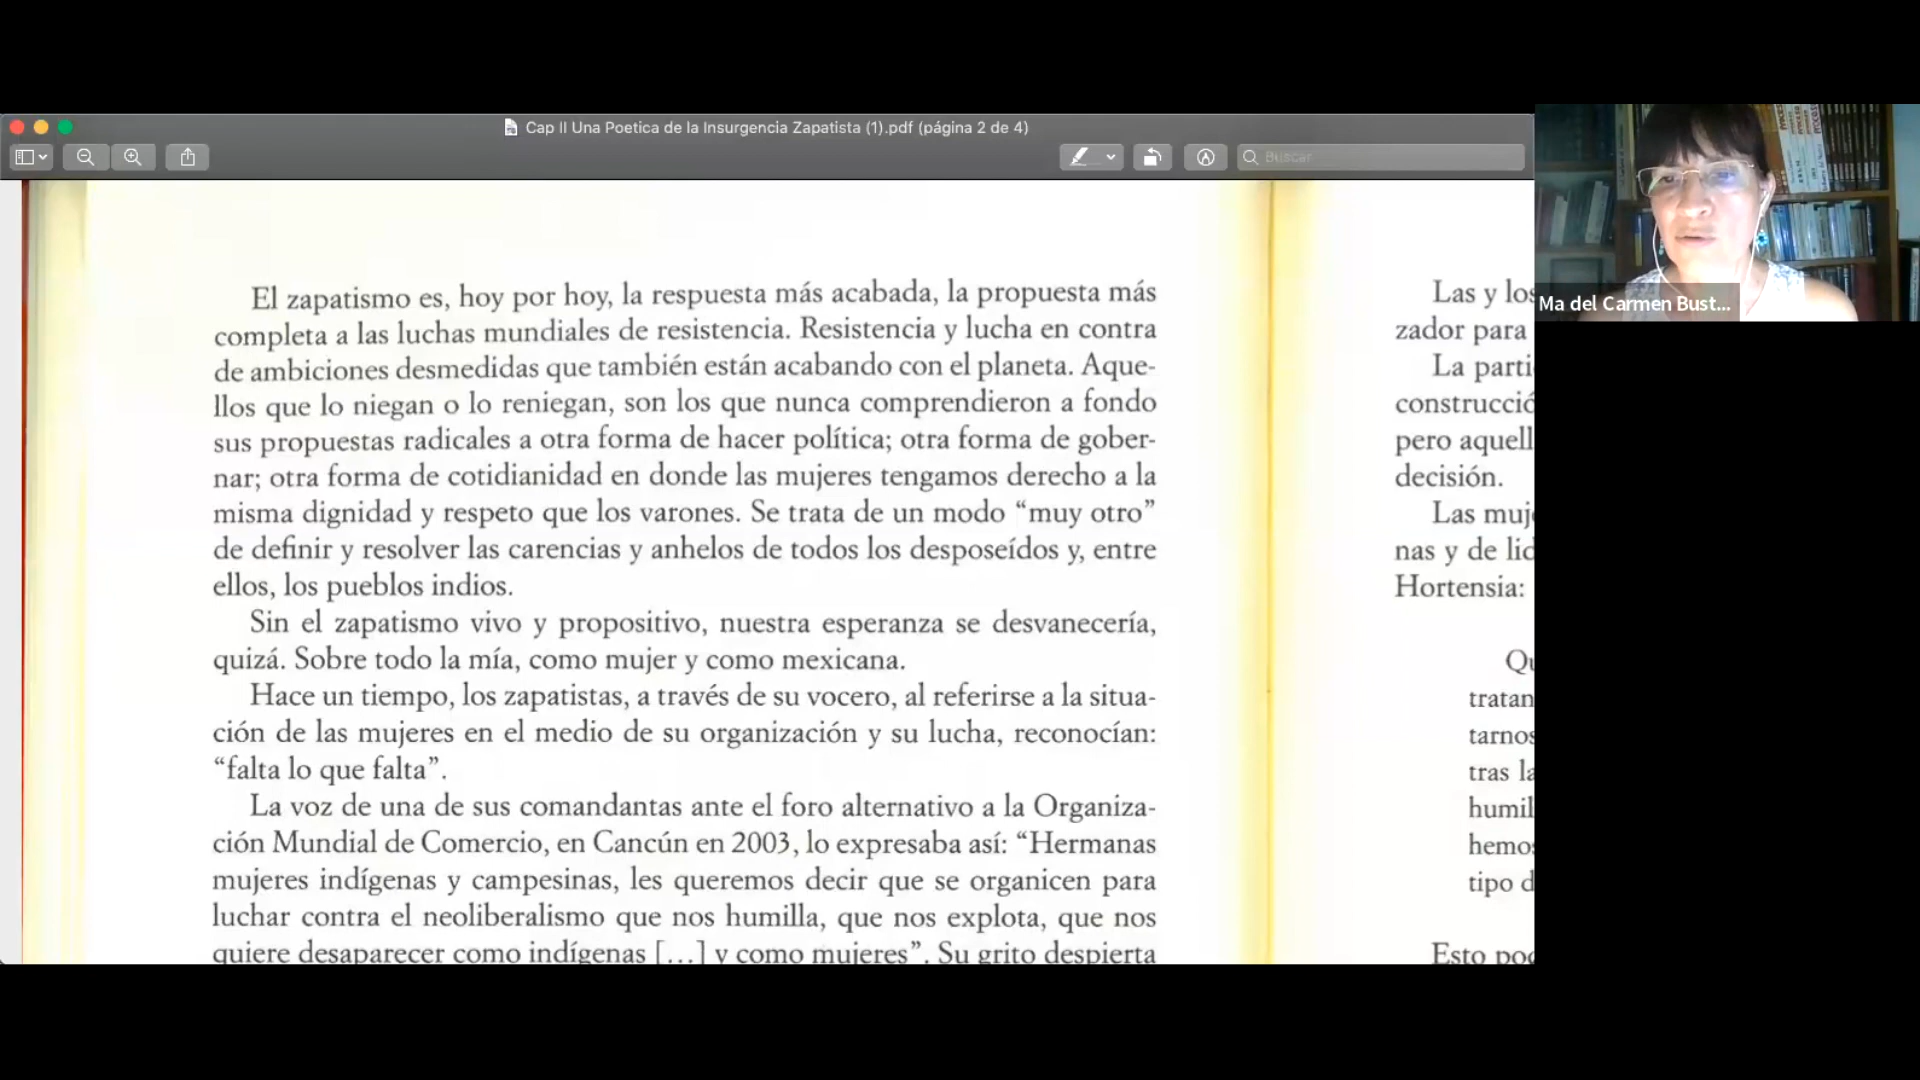 Cap II Una Poetica de la Insurgencia Zapatista (1).pdf (página 2 de 4)
Buscar
El zapatismo es, hoy por hoy, la respuesta más acabada, la propuesta más
completa a las luchas mundiales de resistencia. Resistencia y lucha en contra
de ambiciones desmedidas que también están acabando con el planeta. Aque-
llos que lo niegan o lo reniegan, son los que nunca comprendieron a fondo
sus propuestas radicales a otra forma de hacer política; otra forma de gober-
nar; otra forma de cotidianidad en donde las mujeres tengamos derecho a la
misma dignidad y respeto que los varones. Se trata de un modo “muy otro”
de definir y resolver las carencias y anhelos de todos los desposeídos y, entre
ellos, los pueblos indios.
Sin el zapatismo vivo y propositivo, nuestra esperanza se desvanecería,
quizá. Sobre todo la mía, como mujer y como mexicana.
Hace un tiempo, los zapatistas, a través de su vocero, al referirse a la situa-
ción de las mujeres en el medio de su organización y su lucha, reconocían:
“falta lo que falta”.
La voz de una de sus comandantas ante el foro alternativo a la Organiza-
ción Mundial de Comercio, en Cancún en 2003, lo expresaba así: “Hermanas
mujeres indígenas y campesinas, les queremos decir que se organicen para
luchar contra el neoliberalismo que nos humilla, que nos explota, que nos
quiere desaparecer como indígenas […] y como mujeres”. Su grito despierta
Las y los
zador para
La parti
construcció
pero aquell
decisión.
Las muj
nas y de lid
Hortensia:
Qu
tratan
tarnos
tras la
humil
hemos
tipo d
Esto pod
Ma del Carmen Bust...